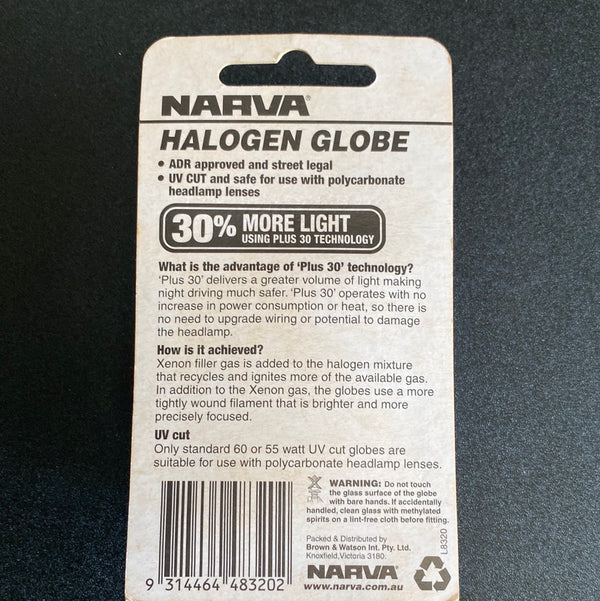 NARVA®
HALOGEN GLOBE
• ADR approved and street legal
• UV CUT and safe for use with polycarbonate
headlamp lenses
30% MORE LIGHT
USING PLUS 30 TECHNOLOGY
What is the advantage of 'Plus 30' technology?
'Plus 30' delivers a greater volume of light making
night driving much safer. 'Plus 30' operates with no
increase in power consumption or heat, so there is
no need to upgrade wiring or potential to damage
the headlamp.
How is it achieved?
Xenon filler gas is added to the halogen mixture
that recycles and ignites more of the available gas.
In addition to the Xenon gas, the globes use a more
tightly wound filament that is brighter and more
precisely focused.
UV cut
Only standard 60 or 55 watt UV cut globes are
suitable for use with polycarbonate headlamp lenses.
WARNING: Do not touch
the glass surface of the globe
with bare hands. If accidentally
handled, clean glass with methylated
spirits on a lint-free cloth before fitting.
Packed & Distributed by
Brown & Watson Int. Pty. Ltd.
Knoxfield, Victoria 3180.
L8320
NARVA®
www.narva.com.au
9 314464 483202